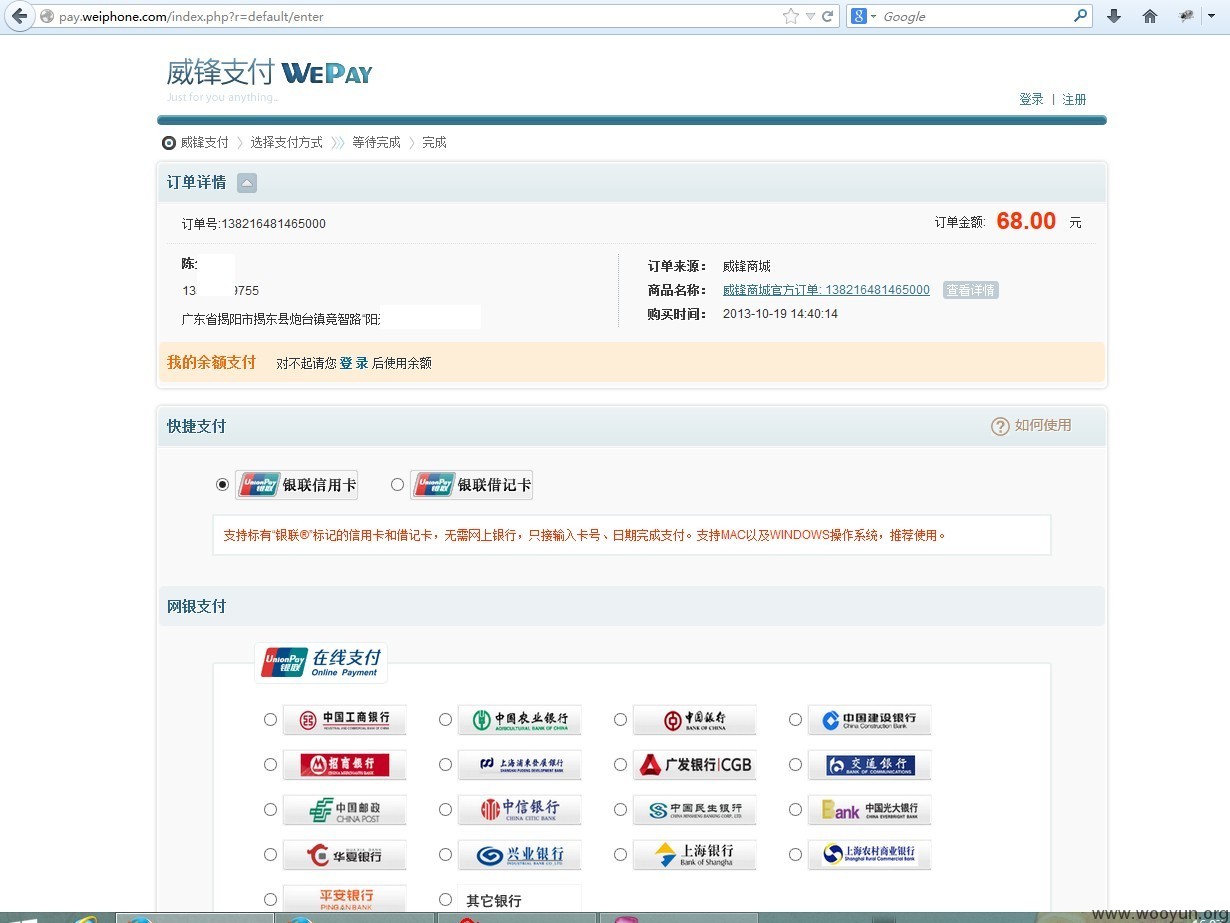 pay.weiphone.com/index.php?r=default/enter
Google
威锋支付 WEPAY
Just for you anything..
登录 | 注册
威锋支付 选择支付方式 等待完成 完成
订单详情
订单号:138216481465000
订单金额: 68.00 元
陈:
13 9755
广东省揭阳市揭东县炮台镇竞智路"阳
订单来源： 威锋商城
商品名称： 威锋商城官方订单: 138216481465000 查看详情
购买时间： 2013-10-19 14:40:14
我的余额支付 对不起请您 登 录 后使用余额
快捷支付
? 如何使用
UnionPay 银联 银联信用卡
UnionPay 银联 银联借记卡
支持标有"银联®"标记的信用卡和借记卡，无需网上银行，只接输入卡号、日期完成支付。支持MAC以及WINDOWS操作系统，推荐使用。
网银支付
UnionPay 银联 在线支付
Online Payment
中国工商银行
INDUSTRIAL AND COMMERCIAL BANK OF CHINA
中国农业银行
AGRICULTURAL BANK OF CHINA
中国银行
BANK OF CHINA
中国建设银行
China Construction Bank
招商银行
CHINA MERCHANTS BANK
上海浦东发展银行
SHANGHAI PUDONG DEVELOPMENT BANK
广发银行|CGB
交通银行
BANK OF COMMUNICATIONS
中国邮政
CHINA POST
中信银行
CHINA CITIC BANK
中国民生银行
CHINA MINSHENG BANKING CORP., LTD.
Bank 中国光大银行
CHINA EVERBRIGHT BANK
华夏银行
兴业银行
INDUSTRIAL BANK CO.,LTD.
上海银行
Bank of Shanghai
上海农村商业银行
Shanghai Rural Commercial Bank
平安银行
PING AN BANK
其它银行
www.wooyun.org